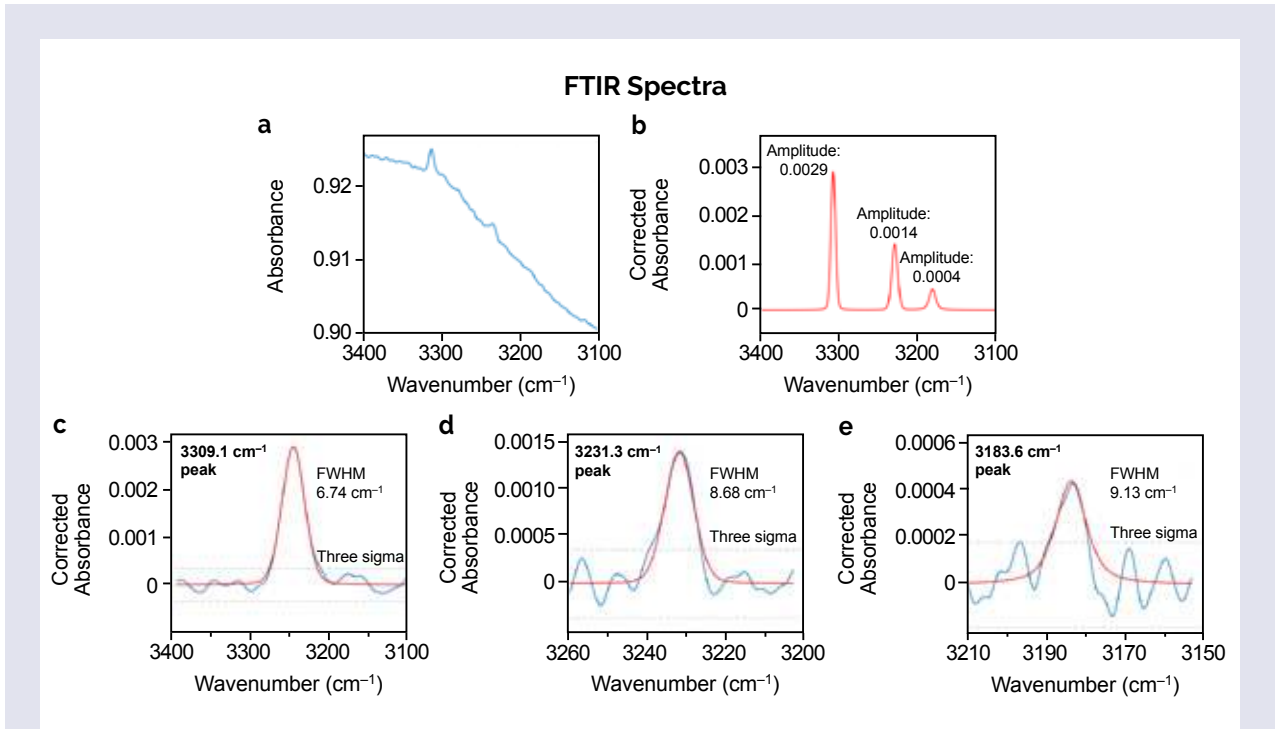 FTIR Spectra
a
Absorbance
0.92
0.91
0.90
3400
3300
3200
3100
Wavenumber (cm⁻¹)
b
Corrected
Absorbance
0.003
0.002
0.001
0
Amplitude:
0.0029
Amplitude:
0.0014
Amplitude:
0.0004
3400
3300
3200
3100
Wavenumber (cm⁻¹)
c
Corrected
Absorbance
0.003
0.002
0.001
0
3309.1 cm⁻¹
peak
FWHM
6.74 cm⁻¹
Three sigma
3400
3300
3200
3100
Wavenumber (cm⁻¹)
d
Corrected
Absorbance
0.0015
0.0010
0.0005
0
3231.3 cm⁻¹
peak
FWHM
8.68 cm⁻¹
Three sigma
3260
3240
3220
3200
Wavenumber (cm⁻¹)
e
Corrected
Absorbance
0.0006
0.0004
0.0002
0
3183.6 cm⁻¹
peak
FWHM
9.13 cm⁻¹
Three sigma
3210
3190
3170
3150
Wavenumber (cm⁻¹)